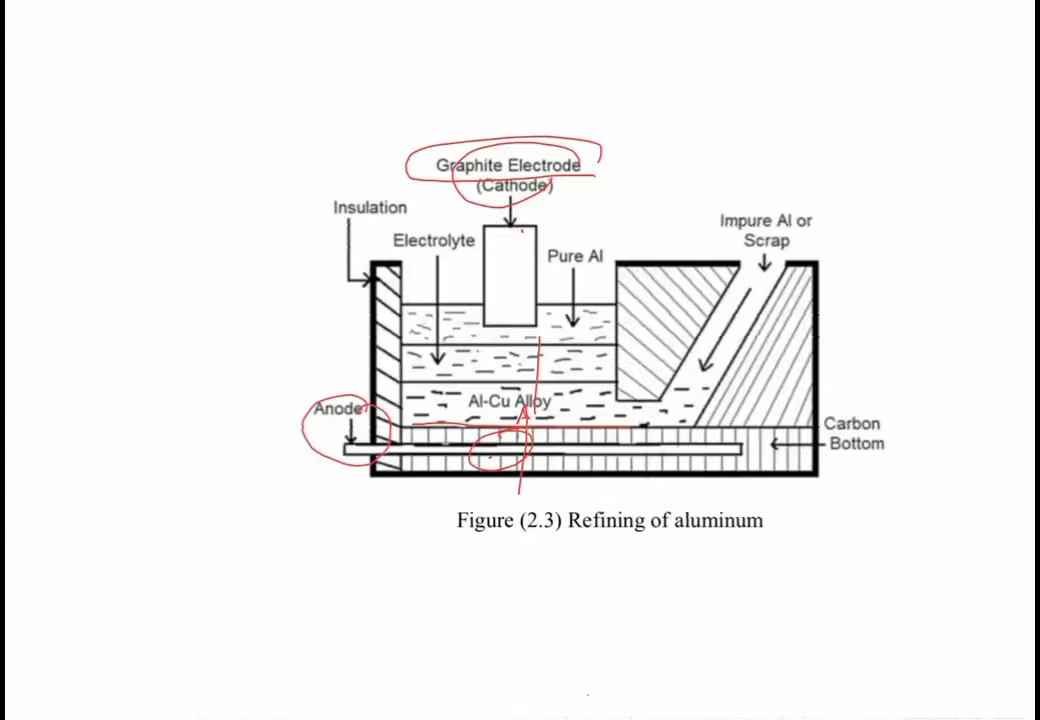 Graphite Electrode
(Cathode)
Insulation
Electrolyte
Pure Al
Impure Al or
Scrap
Al-Cu Alloy
Anode
Carbon
Bottom
Figure (2.3) Refining of aluminum